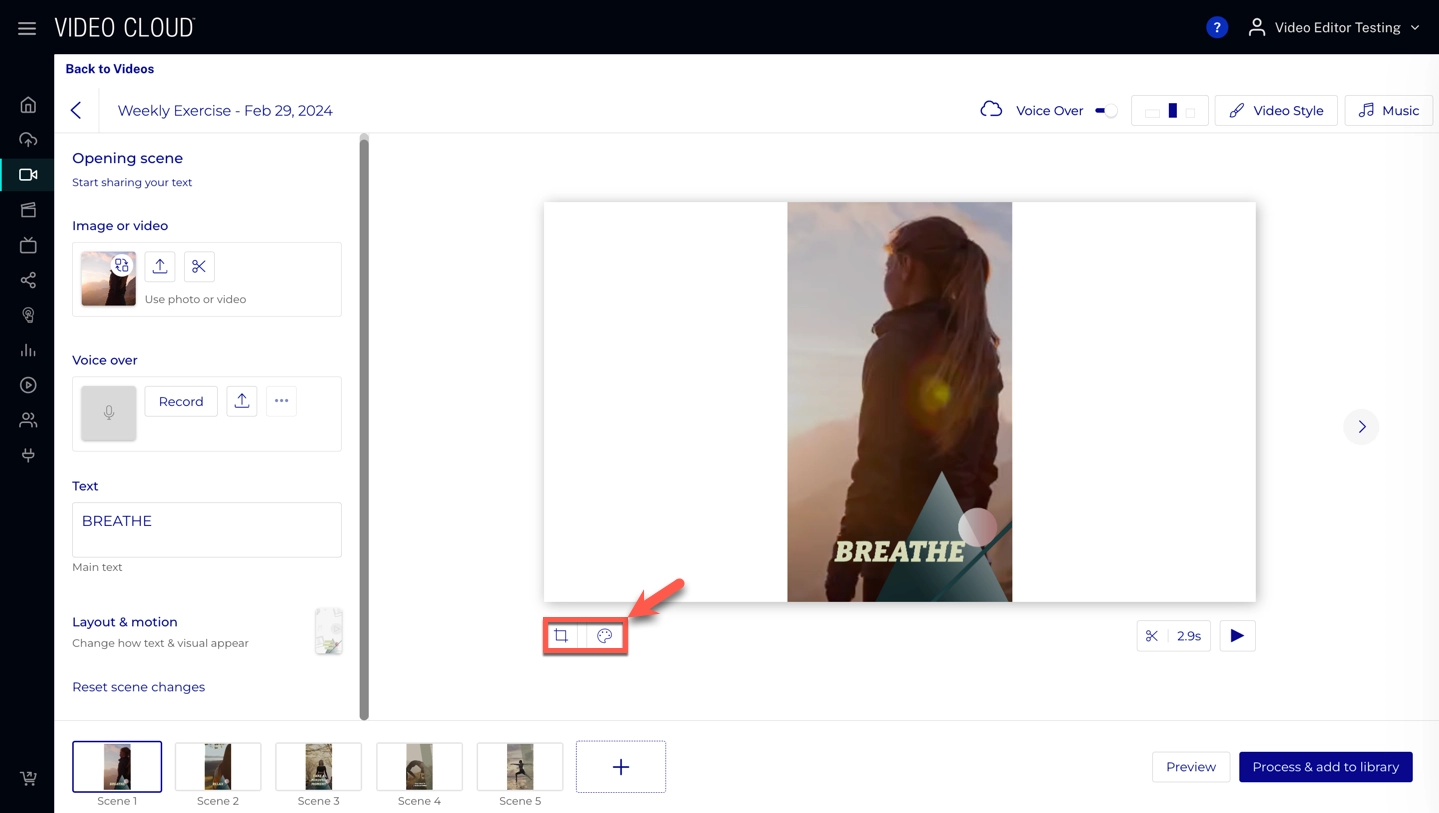 VIDEO CLOUD
?
Video Editor Testing
Back to Videos
Weekly Exercise - Feb 29, 2024
Voice Over
Video Style
Music
Opening scene
Start sharing your text
Image or video
Use photo or video
Voice over
Record
Text
BREATHE
Main text
Layout & motion
Change how text & visual appear
Reset scene changes
BREATHE
2.9s
Scene 1
Scene 2
Scene 3
Scene 4
Scene 5
Preview
Process & add to library